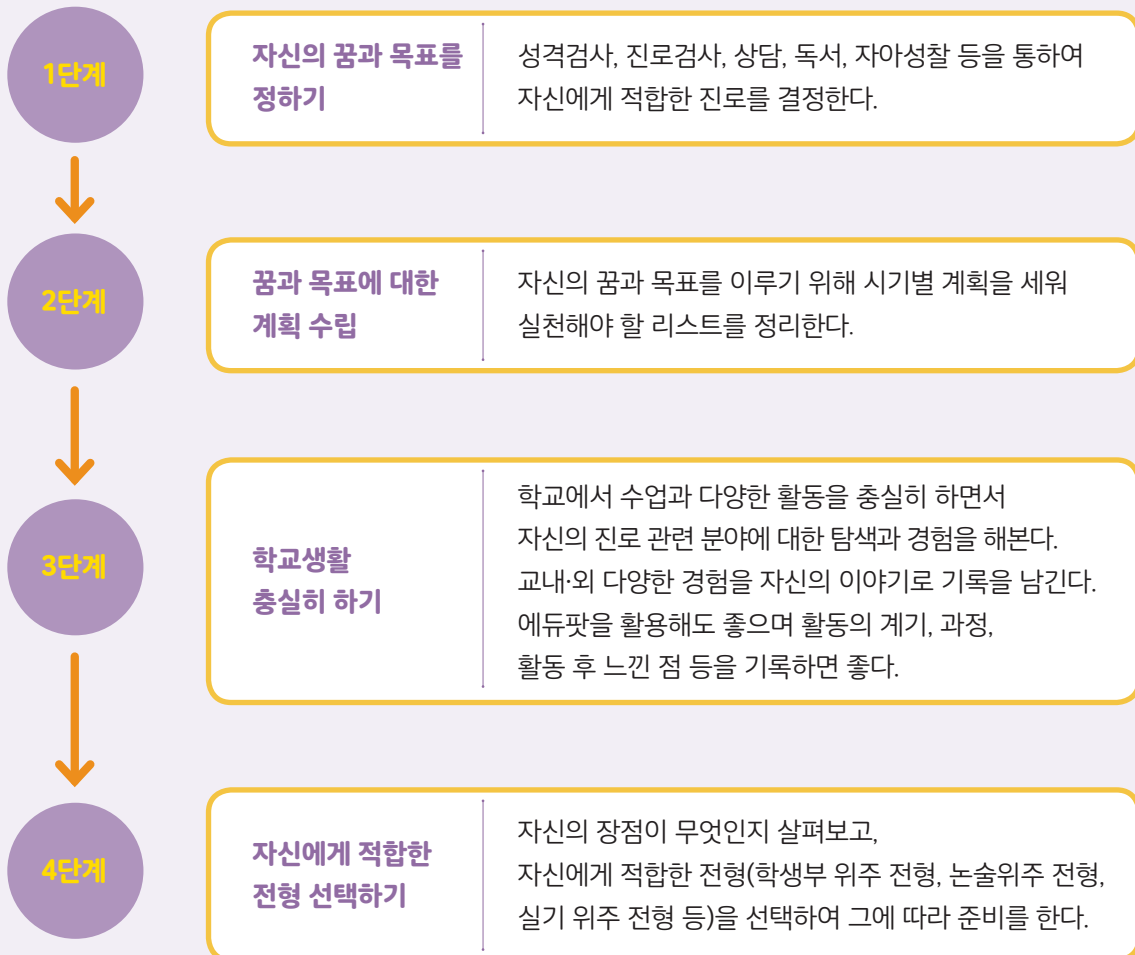 1단계
자신의 꿈과 목표를
정하기
성격검사, 진로검사, 상담, 독서, 자아성찰 등을 통하여
자신에게 적합한 진로를 결정한다.
2단계
꿈과 목표에 대한
계획 수립
자신의 꿈과 목표를 이루기 위해 시기별 계획을 세워
실천해야 할 리스트를 정리한다.
3단계
학교생활
충실히 하기
학교에서 수업과 다양한 활동을 충실히 하면서
자신의 진로 관련 분야에 대한 탐색과 경험을 해본다.
교내·외 다양한 경험을 자신의 이야기로 기록을 남긴다.
에듀팟을 활용해도 좋으며 활동의 계기, 과정,
활동 후 느낀 점 등을 기록하면 좋다.
4단계
자신에게 적합한
전형 선택하기
자신의 장점이 무엇인지 살펴보고,
자신에게 적합한 전형(학생부 위주 전형, 논술위주 전형,
실기 위주 전형 등)을 선택하여 그에 따라 준비를 한다.